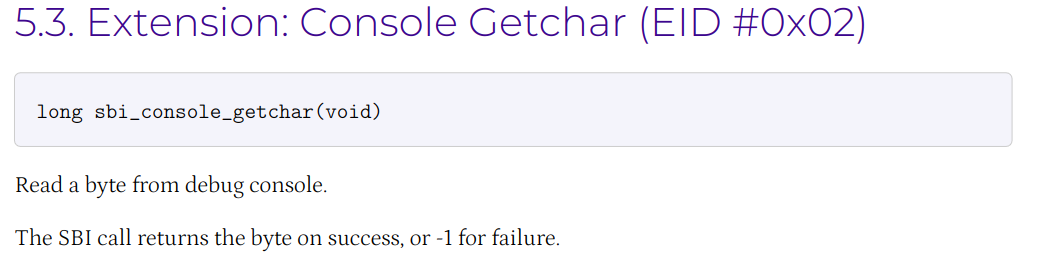 5.3. Extension: Console Getchar (EID #0x02)
long sbi_console_getchar(void)
Read a byte from debug console.
The SBI call returns the byte on success, or -1 for failure.